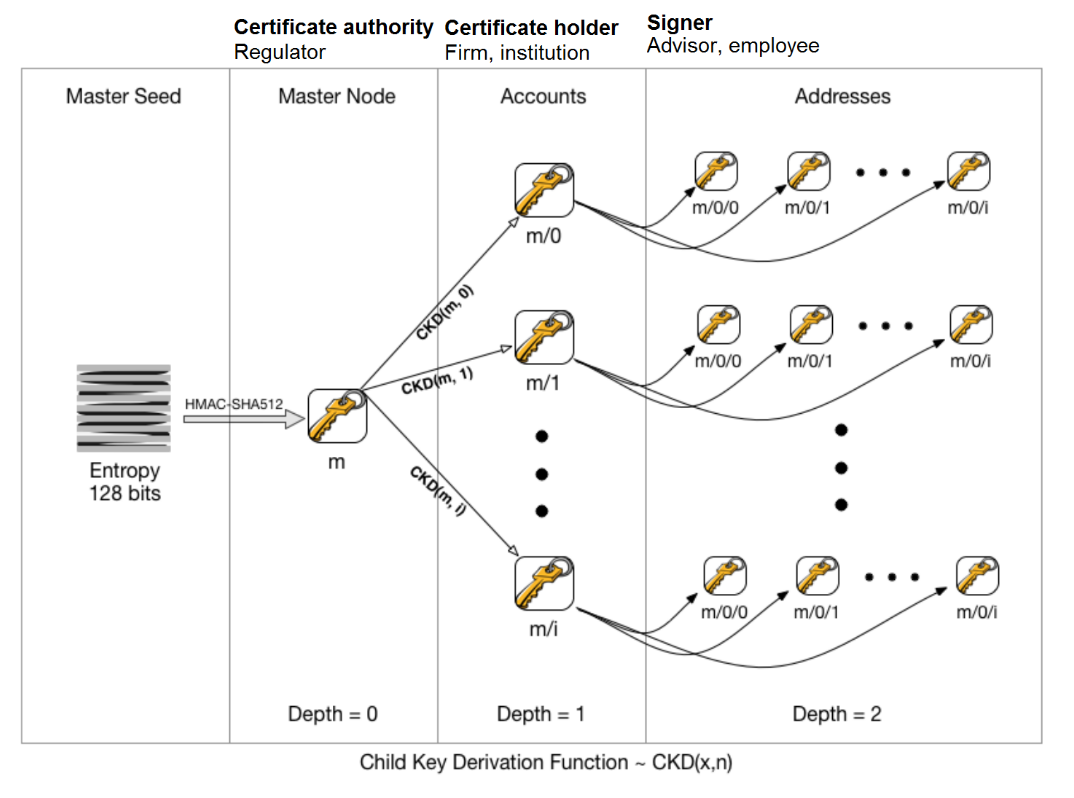 Certificate authority
Regulator
Certificate holder
Firm, institution
Signer
Advisor, employee
Master Seed
Master Node
Accounts
Addresses
m/0
m/0/0
m/0/1
m/0/i
CKD(m, 0)
m/1
m/0/0
m/0/1
m/0/i
CKD(m, 1)
HMAC-SHA512
Entropy
128 bits
m
CKD(m, i)
m/i
m/0/0
m/0/1
m/0/i
Depth = 0
Depth = 1
Depth = 2
Child Key Derivation Function ~ CKD(x,n)